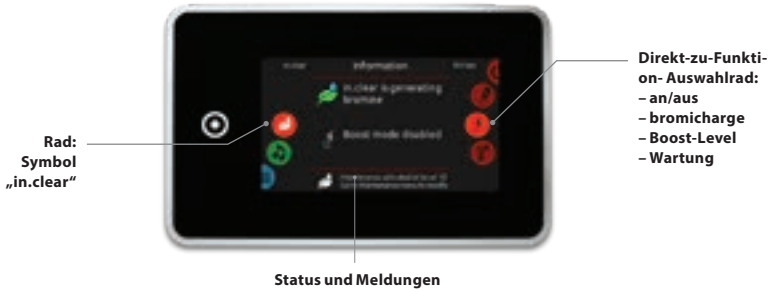 Information
in.clear is generating
bromine
Boost mode disabled
Rad:
Symbol
„in.clear“
Direkt-zu-Funkti-
on- Auswahlrad:
– an/aus
– bromicharge
– Boost-Level
– Wartung
Status und Meldungen